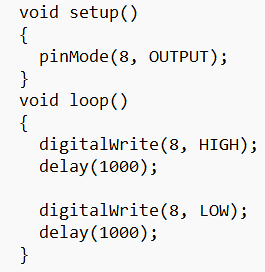 void setup()
{
  pinMode(8, OUTPUT);
}
void loop()
{
  digitalWrite(8, HIGH);
  delay(1000);

  digitalWrite(8, LOW);
  delay(1000);
}